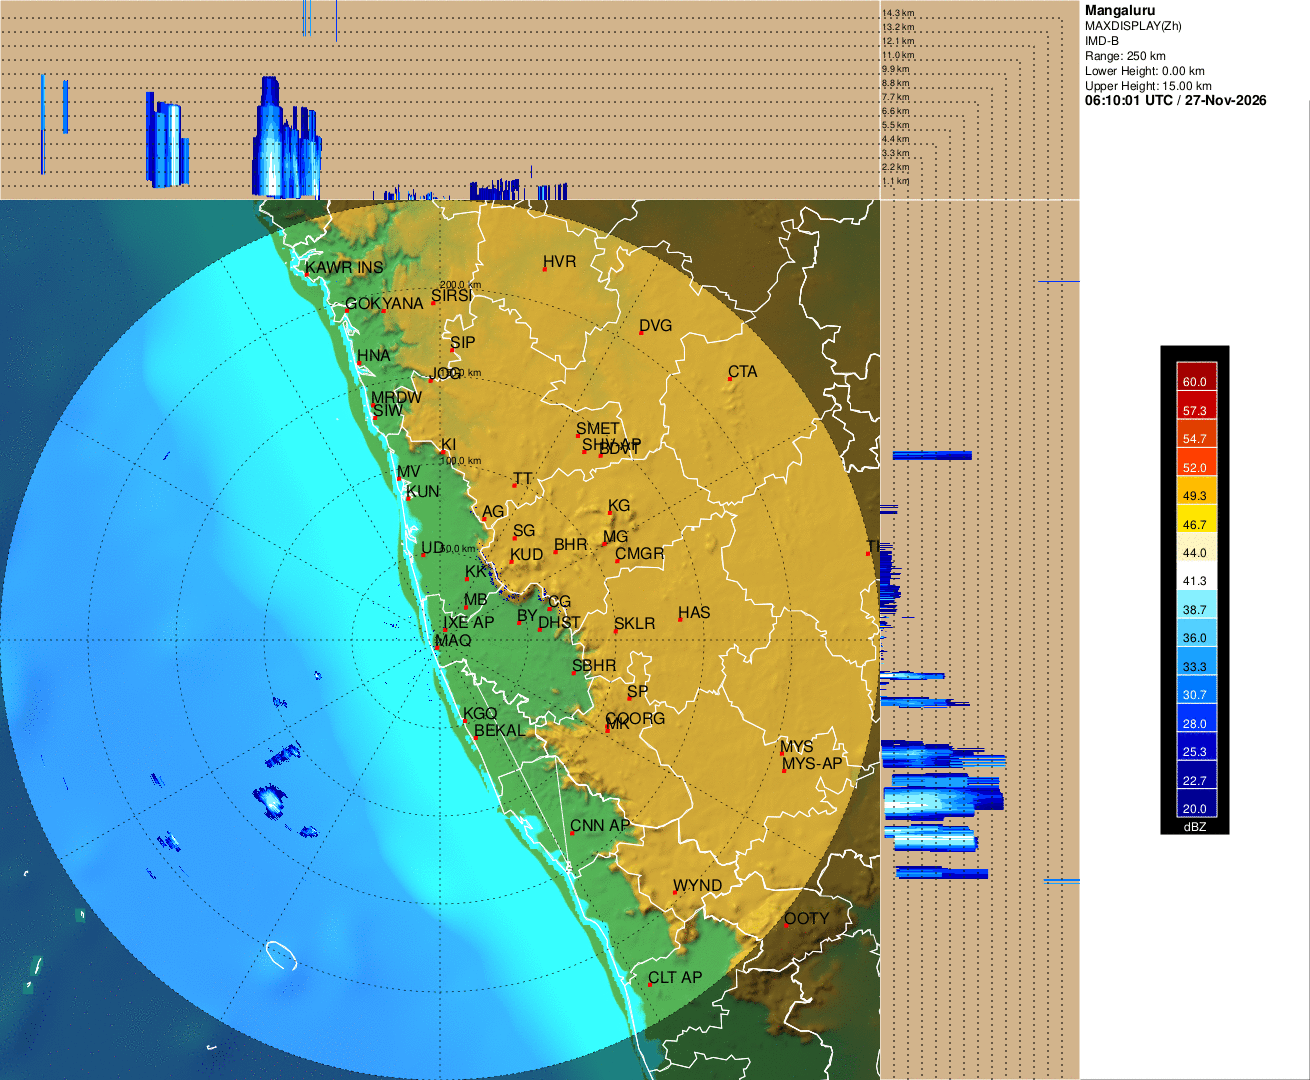 14.3 km
13.2 km
12.1 km
11.0 km
9.9 km
8.8 km
7.7 km
6.6 km
5.5 km
4.4 km
3.3 km
2.2 km
1.1 km
Mangaluru
MAXDISPLAY(Zh)
IMD-B
Range: 250 km
Lower Height: 0.00 km
Upper Height: 15.00 km
06:10:01 UTC / 27-Nov-2026
HVR
KAWR INS
200.0 km
SIRSI
GOKYANA
DVG
SIP
HNA
CTA
JOG
MRDW
SIW
SMET
KI
SHV-AP
BDVT
100.0 km
MV
TT
KUN
KG
AG
SG
MG
BHR
UD
50.0 km
KUD
CMGR
KK
MB
CG
HAS
BY
IXE AP
DHST
SKLR
MAQ
SBHR
SP
KGQ
COORG
MK
BEKAL
MYS
MYS-AP
CNN AP
WYND
OOTY
CLT AP
60.0
57.3
54.7
52.0
49.3
46.7
44.0
41.3
38.7
36.0
33.3
30.7
28.0
25.3
22.7
20.0
dBZ